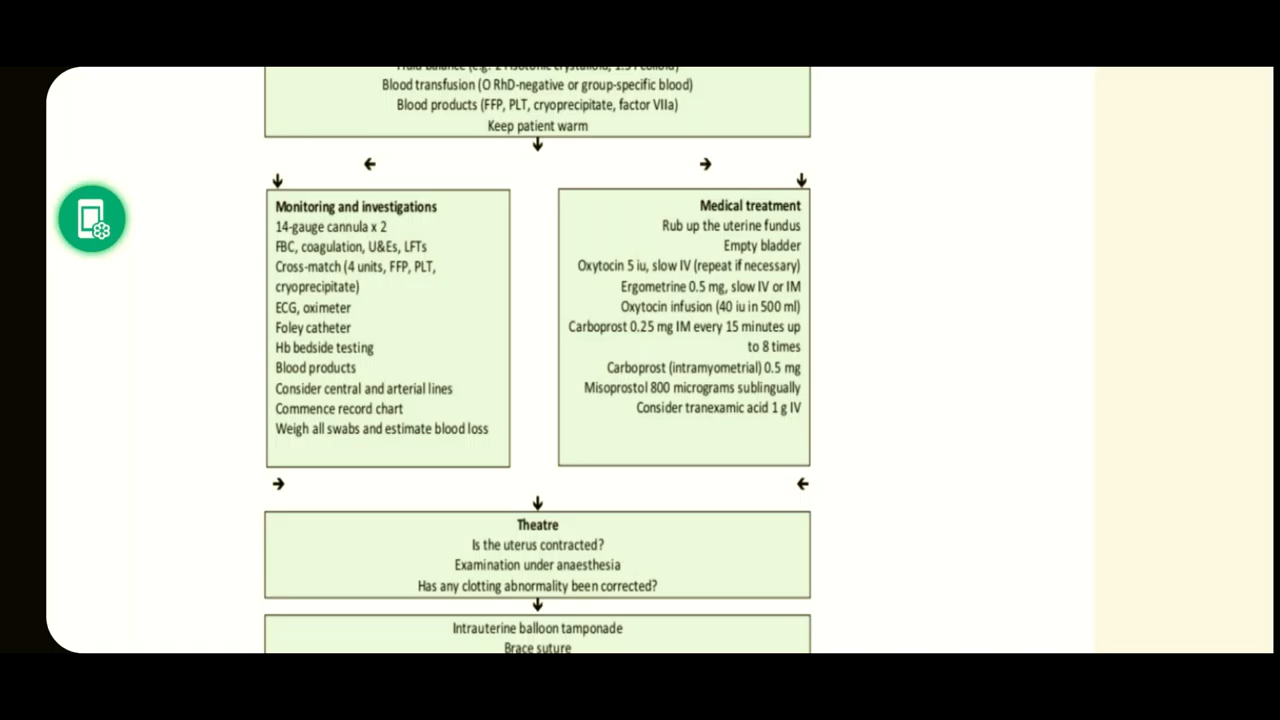 Blood transfusion (O RhD-negative or group-specific blood)
Blood products (FFP, PLT, cryoprecipitate, factor VIIa)
Keep patient warm
Monitoring and investigations
14-gauge cannula x 2
FBC, coagulation, U&Es, LFTs
Cross-match (4 units, FFP, PLT,
cryoprecipitate)
ECG, oximeter
Foley catheter
Hb bedside testing
Blood products
Consider central and arterial lines
Commence record chart
Weigh all swabs and estimate blood loss
Medical treatment
Rub up the uterine fundus
Empty bladder
Oxytocin 5 iu, slow IV (repeat if necessary)
Ergometrine 0.5 mg, slow IV or IM
Oxytocin infusion (40 iu in 500 ml)
Carboprost 0.25 mg IM every 15 minutes up
to 8 times
Carboprost (intramyometrial) 0.5 mg
Misoprostol 800 micrograms sublingually
Consider tranexamic acid 1 g IV
Theatre
Is the uterus contracted?
Examination under anaesthesia
Has any clotting abnormality been corrected?
Intrauterine balloon tamponade
Brace suture